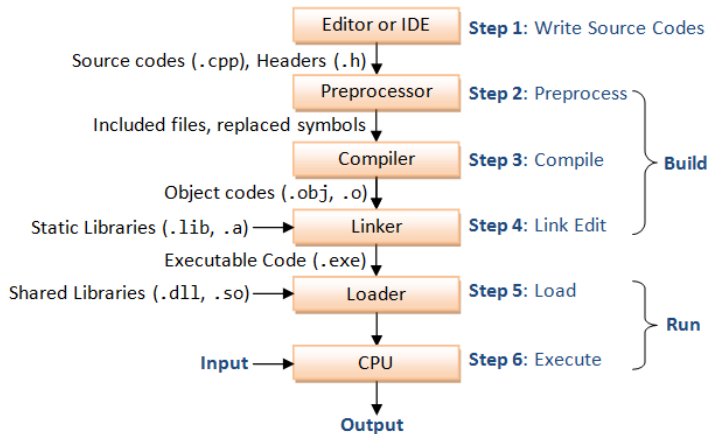 Editor or IDE
Step 1: Write Source Codes
Source codes (.cpp), Headers (.h)
Preprocessor
Step 2: Preprocess
Included files, replaced symbols
Compiler
Step 3: Compile
Build
Object codes (.obj, .o)
Static Libraries (.lib, .a)
Linker
Step 4: Link Edit
Executable Code (.exe)
Shared Libraries (.dll, .so)
Loader
Step 5: Load
Run
Input
CPU
Step 6: Execute
Output